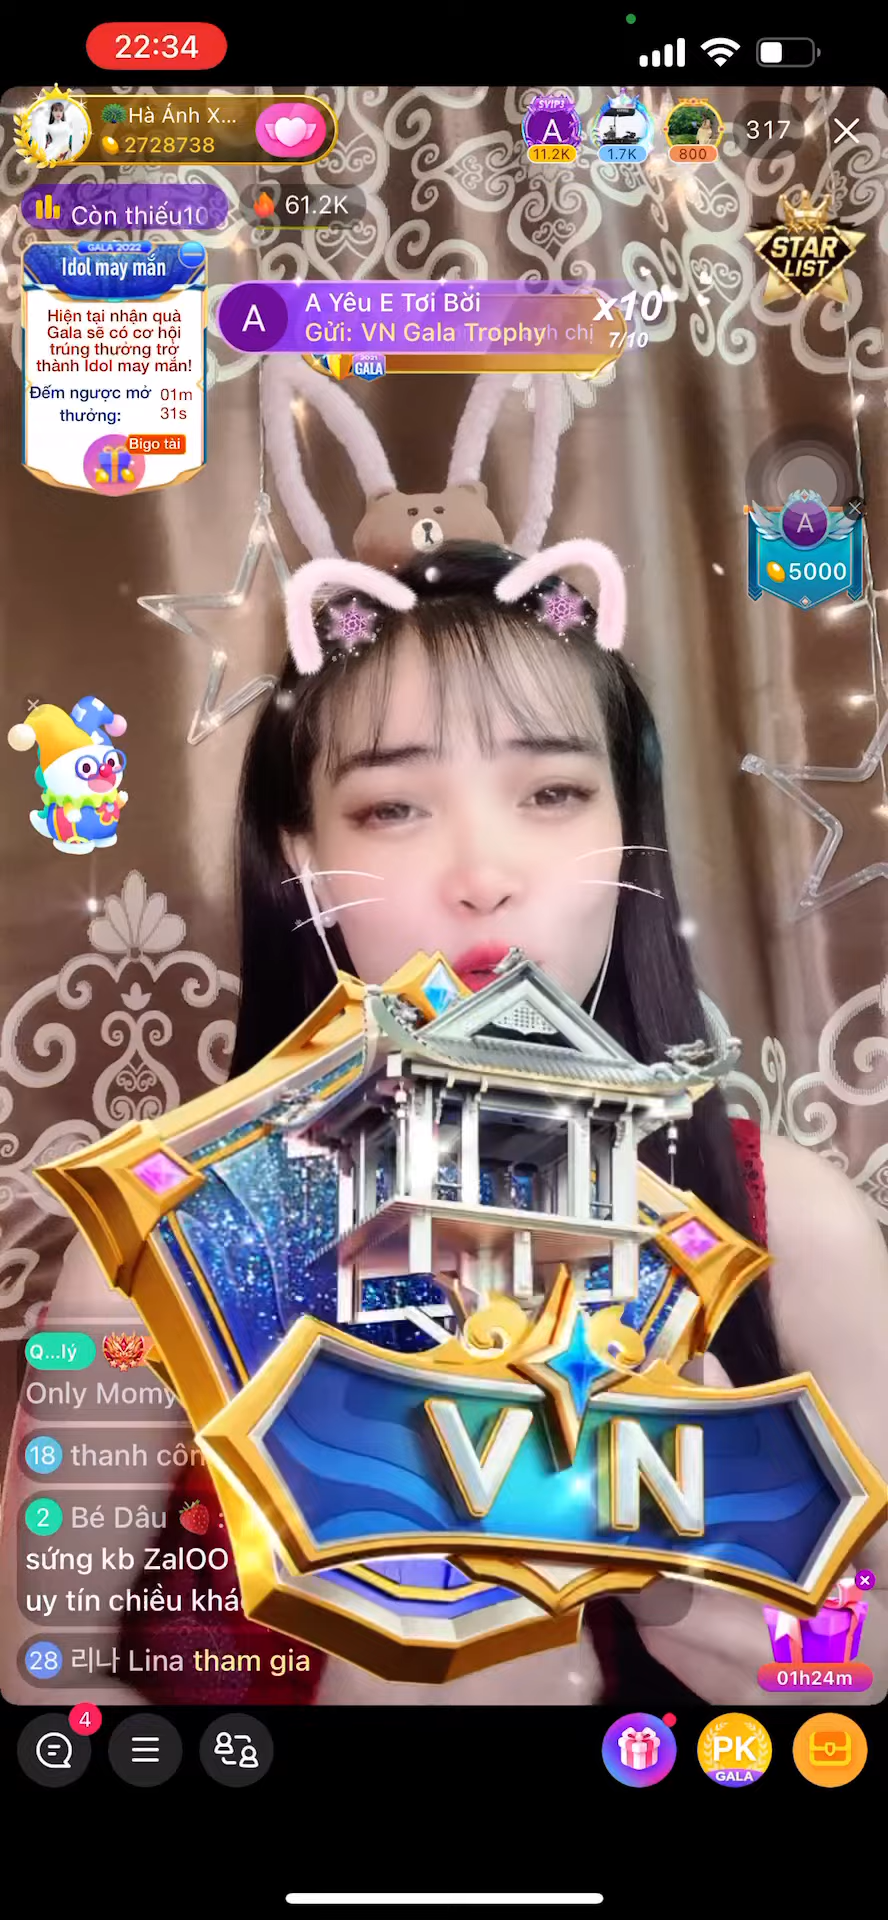 22:34
Hà Ánh X...
2728738
SVIP3
A
11.2K
1.7K
800
317
Còn thiếu10
61.2K
STAR
LIST
GALA 2022
Idol may mắn
Hiện tại nhận quà
Gala sẽ có cơ hội
trúng thưởng trở
thành Idol may mắn!
Đếm ngược mở
thưởng:
01m
31s
Bigo tài
A
A Yêu E Tơi Bời
Gửi: VN Gala Trophy
x10
7/10
2021
GALA
A
5000
Q...lý
Only Momy
18 thanh côn
2 Bé Dâu :
sứng kb ZalOO
uy tín chiều khá
28 리나 Lina tham gia
VN
01h24m
4
PK
GALA